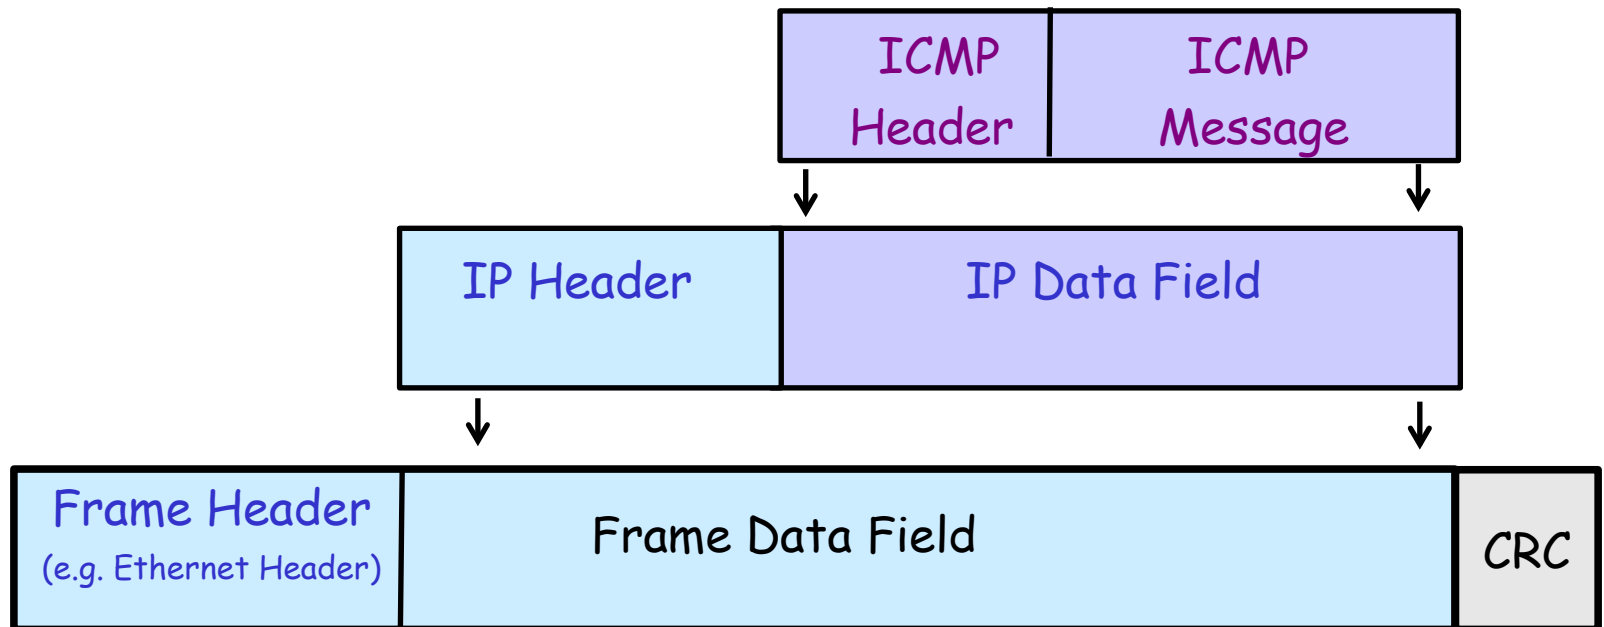 ICMP
Header
ICMP
Message
IP Header
IP Data Field
Frame Header
(e.g. Ethernet Header)
Frame Data Field
CRC